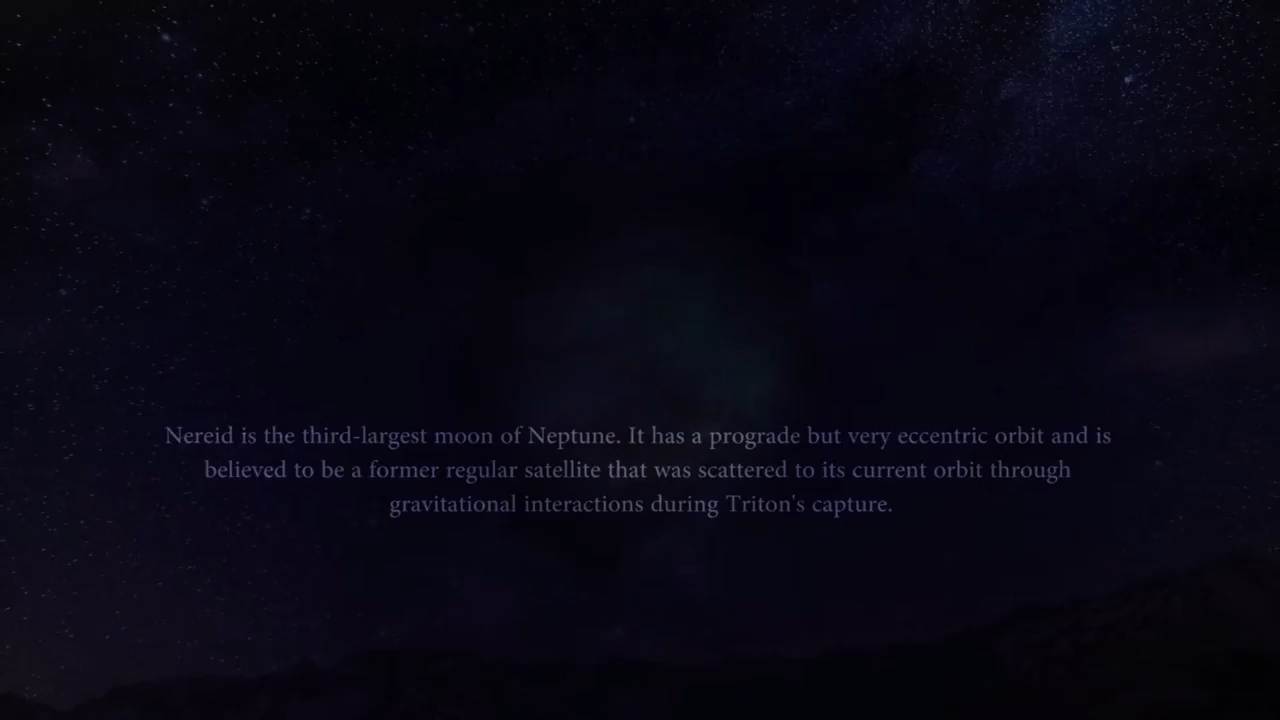 Nereid is the third-largest moon of Neptune. It has a prograde but very eccentric orbit and is
believed to be a former regular satellite that was scattered to its current orbit through
gravitational interactions during Triton's capture.